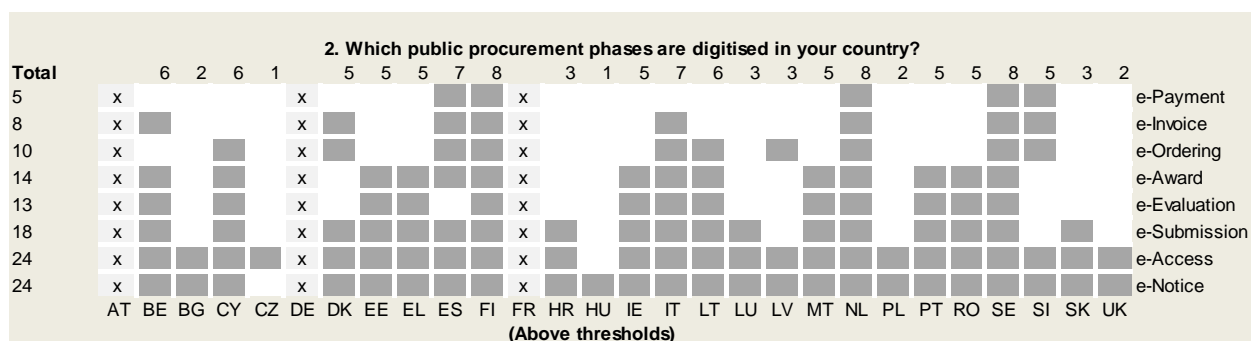 2. Which public procurement phases are digitised in your country?
Total 6 2 6 1 5 5 5 7 8 3 1 5 7 6 3 3 5 8 2 5 5 8 5 3 2
5 x x x e-Payment
8 x x x e-Invoice
10 x x x e-Ordering
14 x x x e-Award
13 x x x e-Evaluation
18 x x x e-Submission
24 x x x e-Access
24 x x x e-Notice
AT BE BG CY CZ DE DK EE EL ES FI FR HR HU IE IT LT LU LV MT NL PL PT RO SE SI SK UK
(Above thresholds)